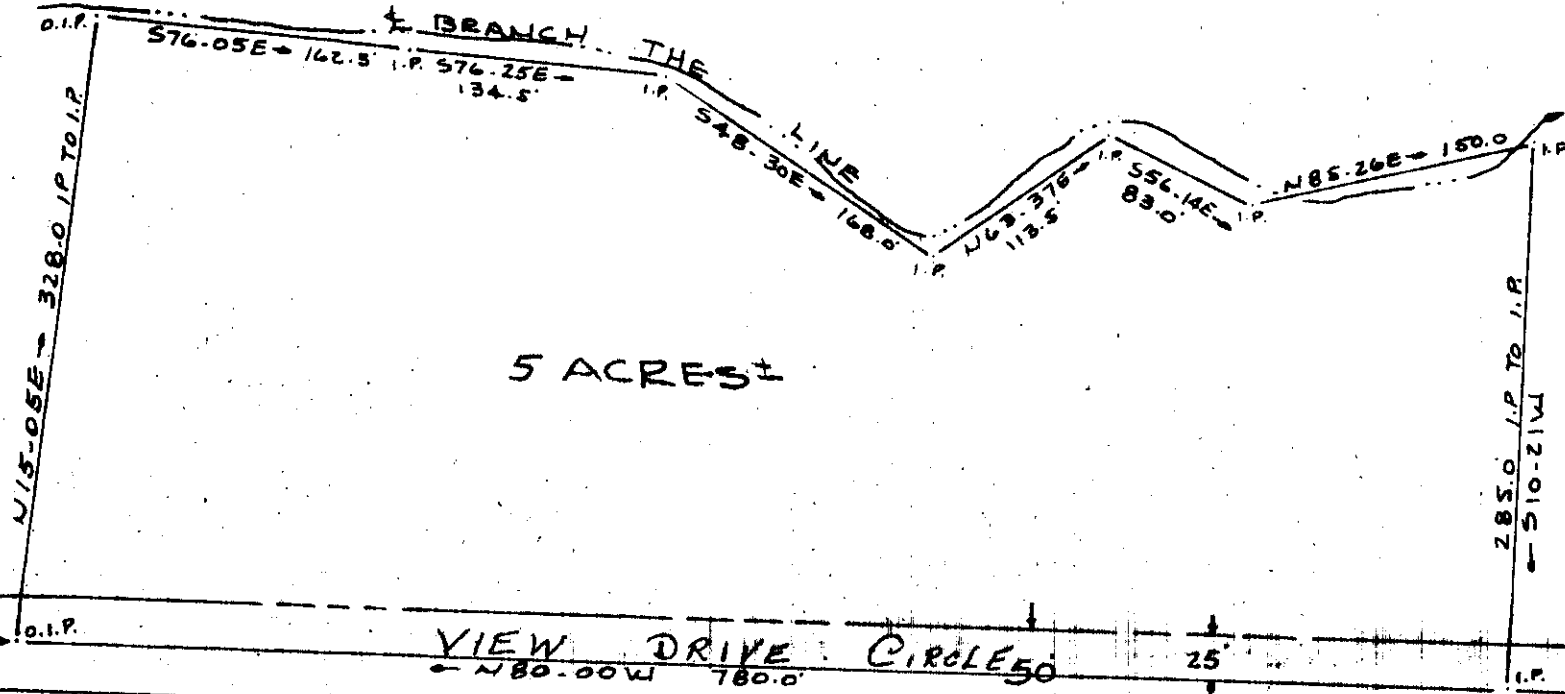 O.I.P.
S76-05E 162.3'
I.P.
S76-25E
134.5'
I.P.
℄ BRANCH THE LINE
S48-30E 168.0'
I.P.
N63-37E
113.5'
I.P.
S56-14E
83.0'
I.P.
N85-26E 150.0
I.P.
N15-05E 328.0 IP TO I.P.
5 ACRES±
285.0 I.P. TO I.P.
S10-21W
O.I.P.
VIEW DRIVE CIRCLE 50'
25'
N80-00W 780.0'
I.P.